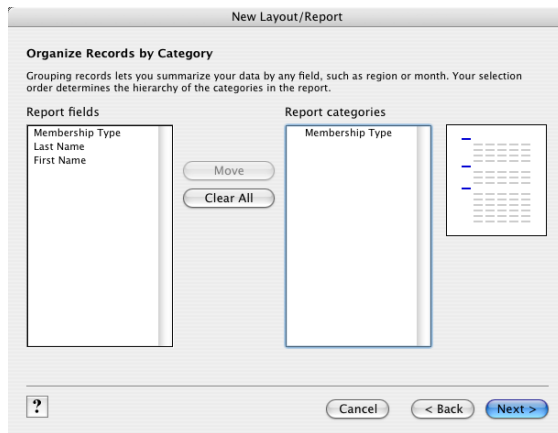 New Layout/Report
Organize Records by Category
Grouping records lets you summarize your data by any field, such as region or month. Your selection
order determines the hierarchy of the categories in the report.
Report fields
Membership Type
Last Name
First Name
Move
Clear All
Report categories
Membership Type
?
Cancel
< Back
Next >